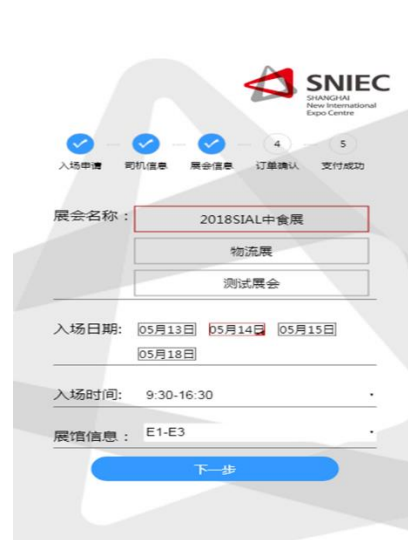 SNIEC
SHANGHAI
New International
Expo Centre
4 5
入场申请 司机信息 展会信息 订单确认 支付成功
展会名称： 2018SIAL中食展
物流展
测试展会
入场日期: 05月13日 05月14日 05月15日
05月18日
入场时间: 9:30-16:30
展馆信息： E1-E3
下一步